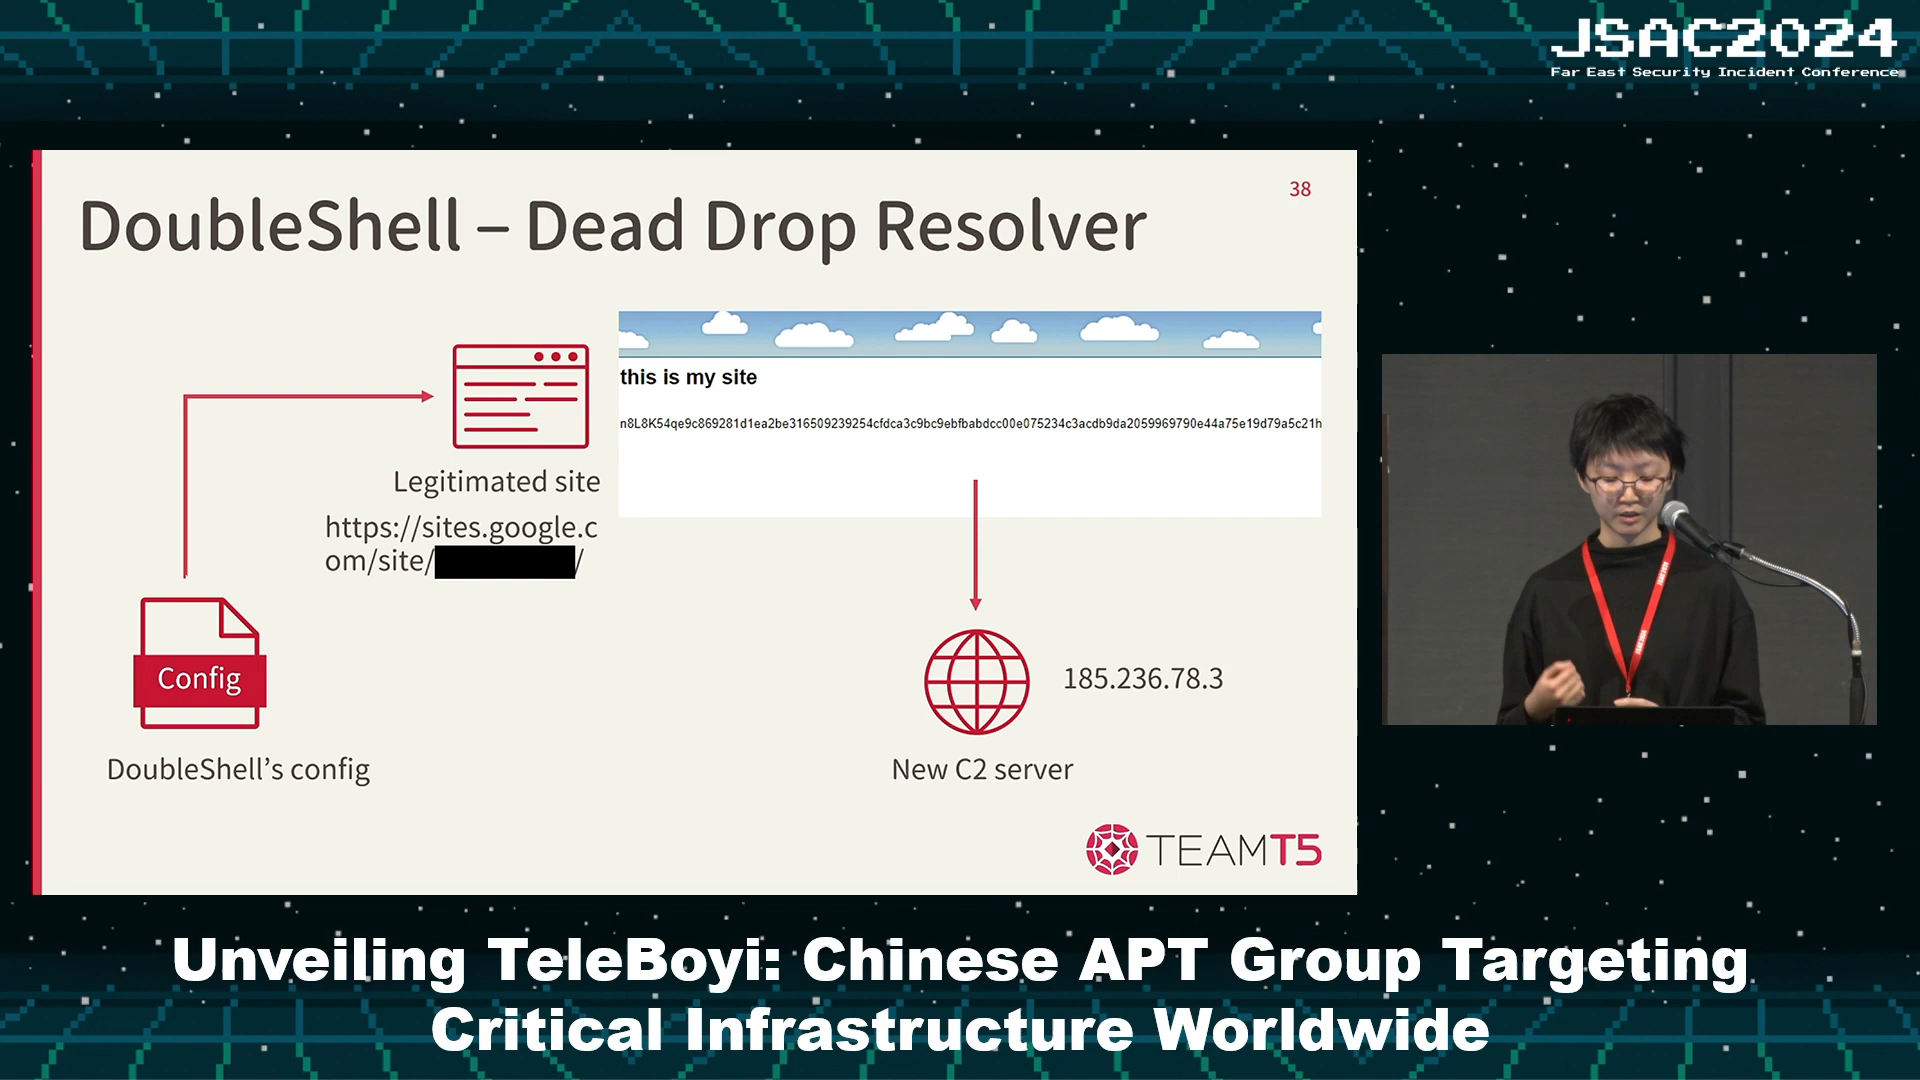 JSAC2024
Far East Security Incident Conference
38
DoubleShell – Dead Drop Resolver
this is my site
n8L8K54qe9c869281d1ea2be316509239254cfdca3c9bc9ebfbabdcc00e075234c3acdb9da2059969790e44a75e19d79a5c21h
Legitimated site
https://sites.google.c
om/site/ /
Config
185.236.78.3
DoubleShell's config
New C2 server
TEAMT5
Unveiling TeleBoyi: Chinese APT Group Targeting
Critical Infrastructure Worldwide